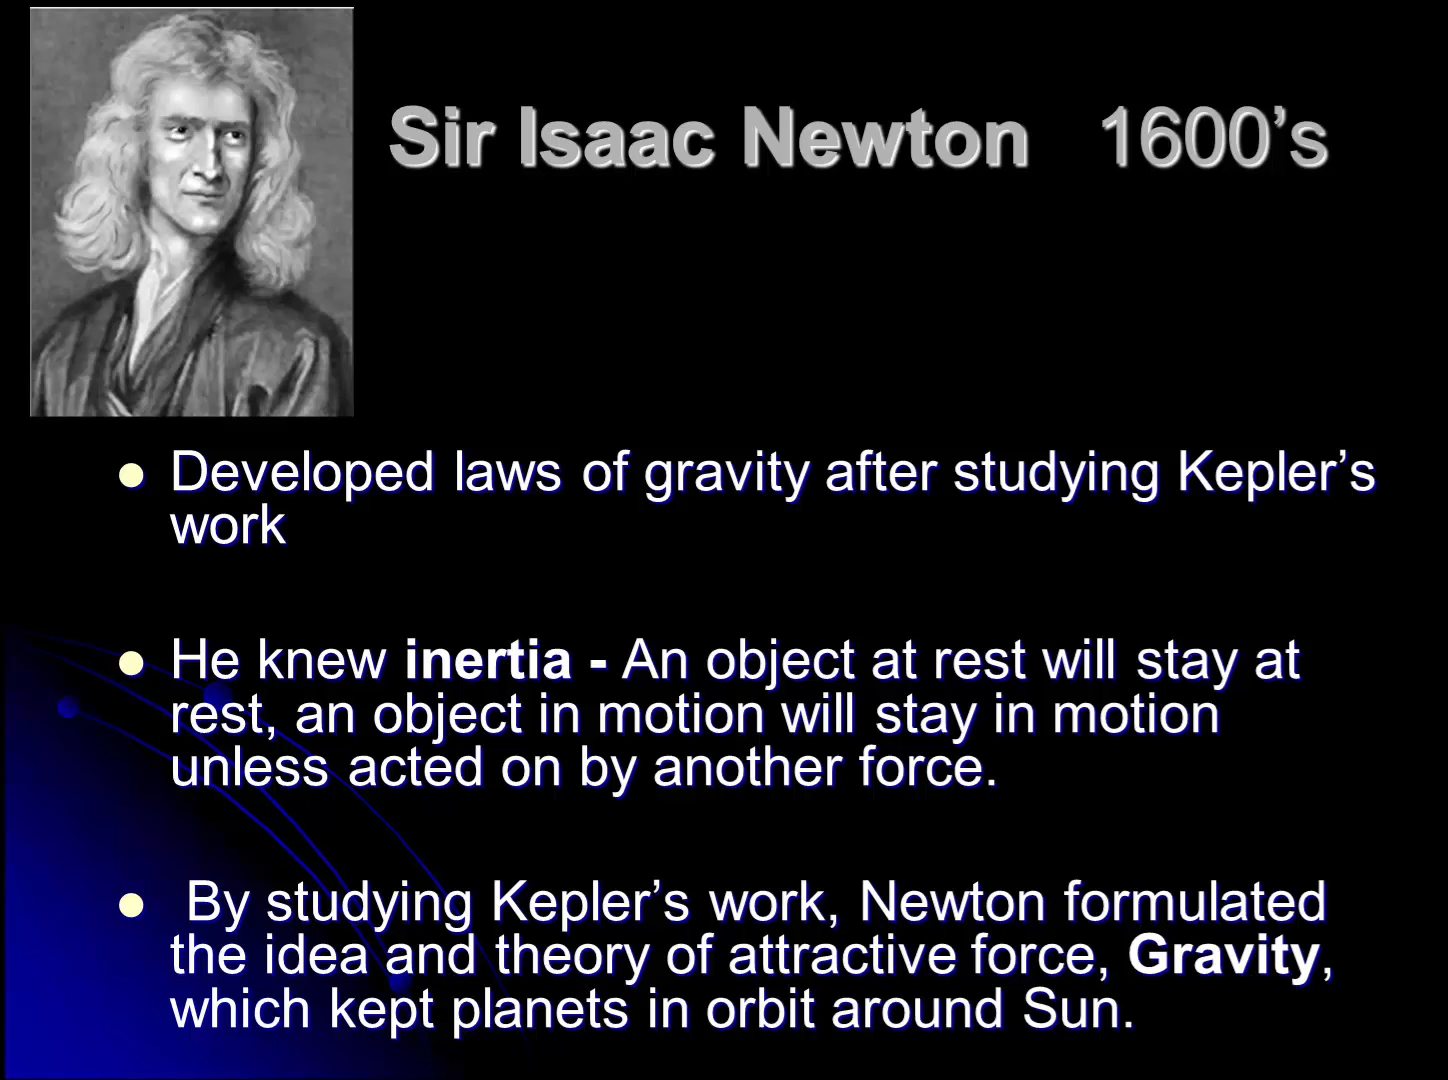 Sir Isaac Newton 1600’s
Developed laws of gravity after studying Kepler’s
work
He knew inertia - An object at rest will stay at
rest, an object in motion will stay in motion
unless acted on by another force.
By studying Kepler’s work, Newton formulated
the idea and theory of attractive force, Gravity,
which kept planets in orbit around Sun.